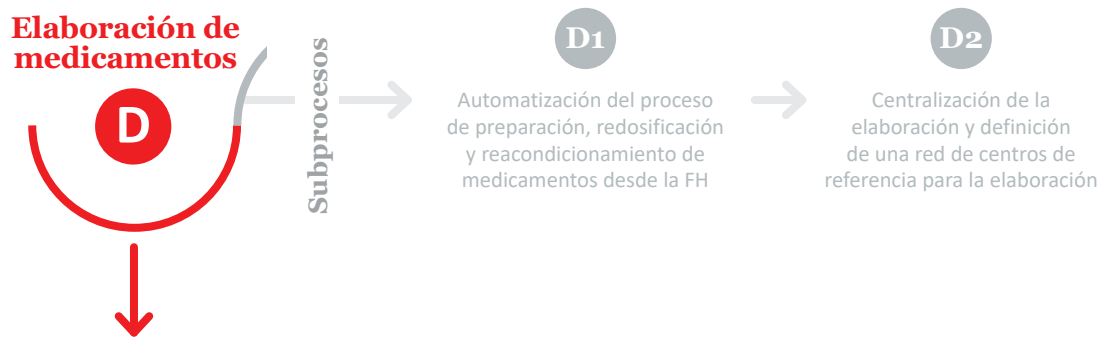 Elaboración de
medicamentos
D
Subprocesos
D1
Automatización del proceso
de preparación, redosificación
y reacondicionamiento de
medicamentos desde la FH
D2
Centralización de la
elaboración y definición
de una red de centros de
referencia para la elaboración